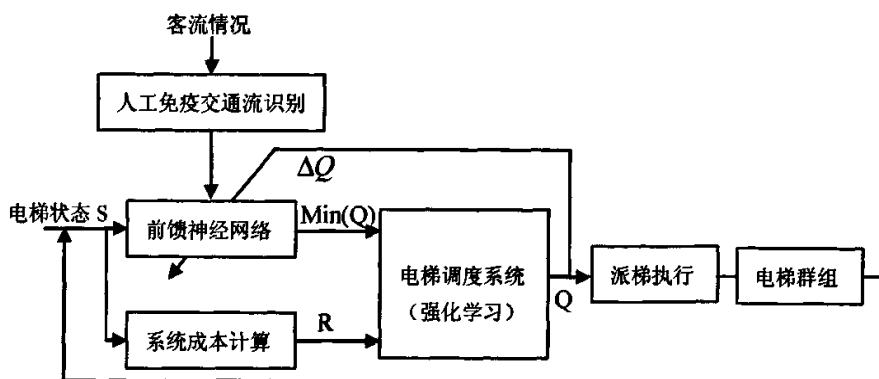 客流情况
人工免疫交通流识别
ΔQ
电梯状态 S
前馈神经网络
Min(Q)
电梯调度系统
（强化学习）
Q
派梯执行
电梯群组
系统成本计算
R